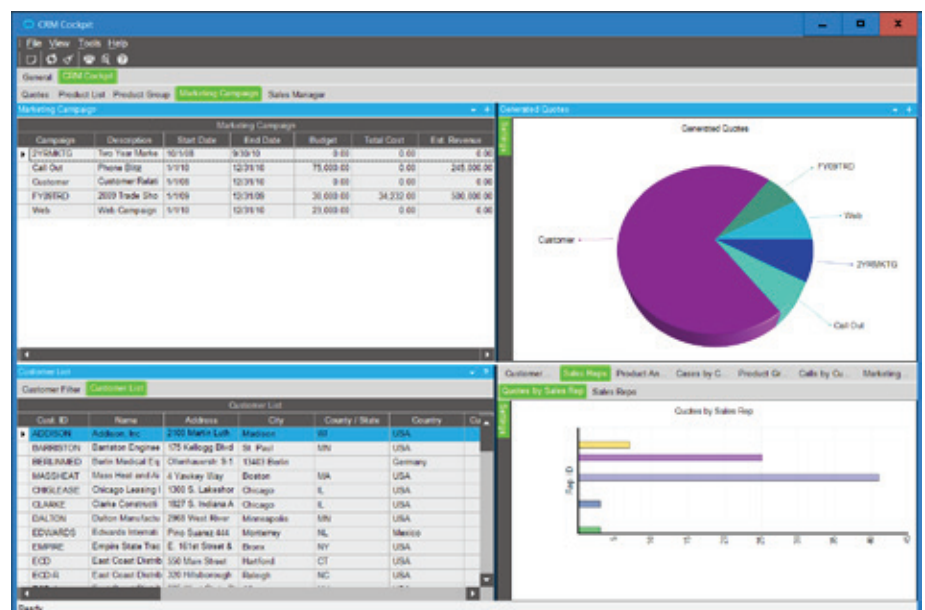 CRM Cockpit
File View Tools Help
General CRM Cockpit
Quotes Product List Product Group Marketing Campaign Sales Manager
Marketing Campaign
Marketing Campaign
Campaign Description Start Date End Date Budget Total Cost Est. Revenue
2YRMKTG Two Year Marke 10/1/08 9/30/10 0.00 0.00 0.00
Call Out Phone Blitz 1/1/10 12/31/10 75,000.00 0.00 245,000.00
Customer Customer Relati 12/31/10 0.00 0.00 0.00
FY09TRD 2009 Trade Sho 1/1/09 12/31/09 30,000.00 34,232.00 500,000.00
Web Web Campaign 1/1/10 12/31/10 0.00 0.00
Generated Quotes
Generated Quotes
FY09TRD
Web
Customer
2YRMKTG
Call Out
Customer List
Customer Filter Customer List
Customer List
Cust. ID Name Address City County / State Country
ADDISON Addison, Inc 2100 Martin Luth Madison WI USA
BARRISTON Barriston Enginee 175 Kellogg Blvd St. Paul MN USA
BERLINMED Berlin Medical Eq 13403 Berlin Germany
MASSHEAT Mass Heat and Ai 4 Yawkey Way Boston MA USA
CHIGLEASE Chicago Leasing I 1300 S. Lakeshor Chicago IL USA
CLARKE Clarke Constructi 1827 S. Indiana A Chicago IL USA
DALTON Dalton Manufactu 2968 West River Minneapolis MN USA
EDWARDS Edwards Internati Pino Suarez 444 Monterrey NL Mexico
EMPIRE Empire State Trac E. 161st Street & Bronx NY USA
ECD East Coast Distrib 550 Main Street Hartford CT USA
ECD-R East Coast Distrib 320 Hillsborough Raleigh NC USA
Customer... Sales Reps Product An... Cases by C... Product Gr... Calls by Cu... Marketing...
Quotes by Sales Rep Sales Reps
Quotes by Sales Rep
Rep ID
5 10 15 20 25 30 35 40 45
Ready